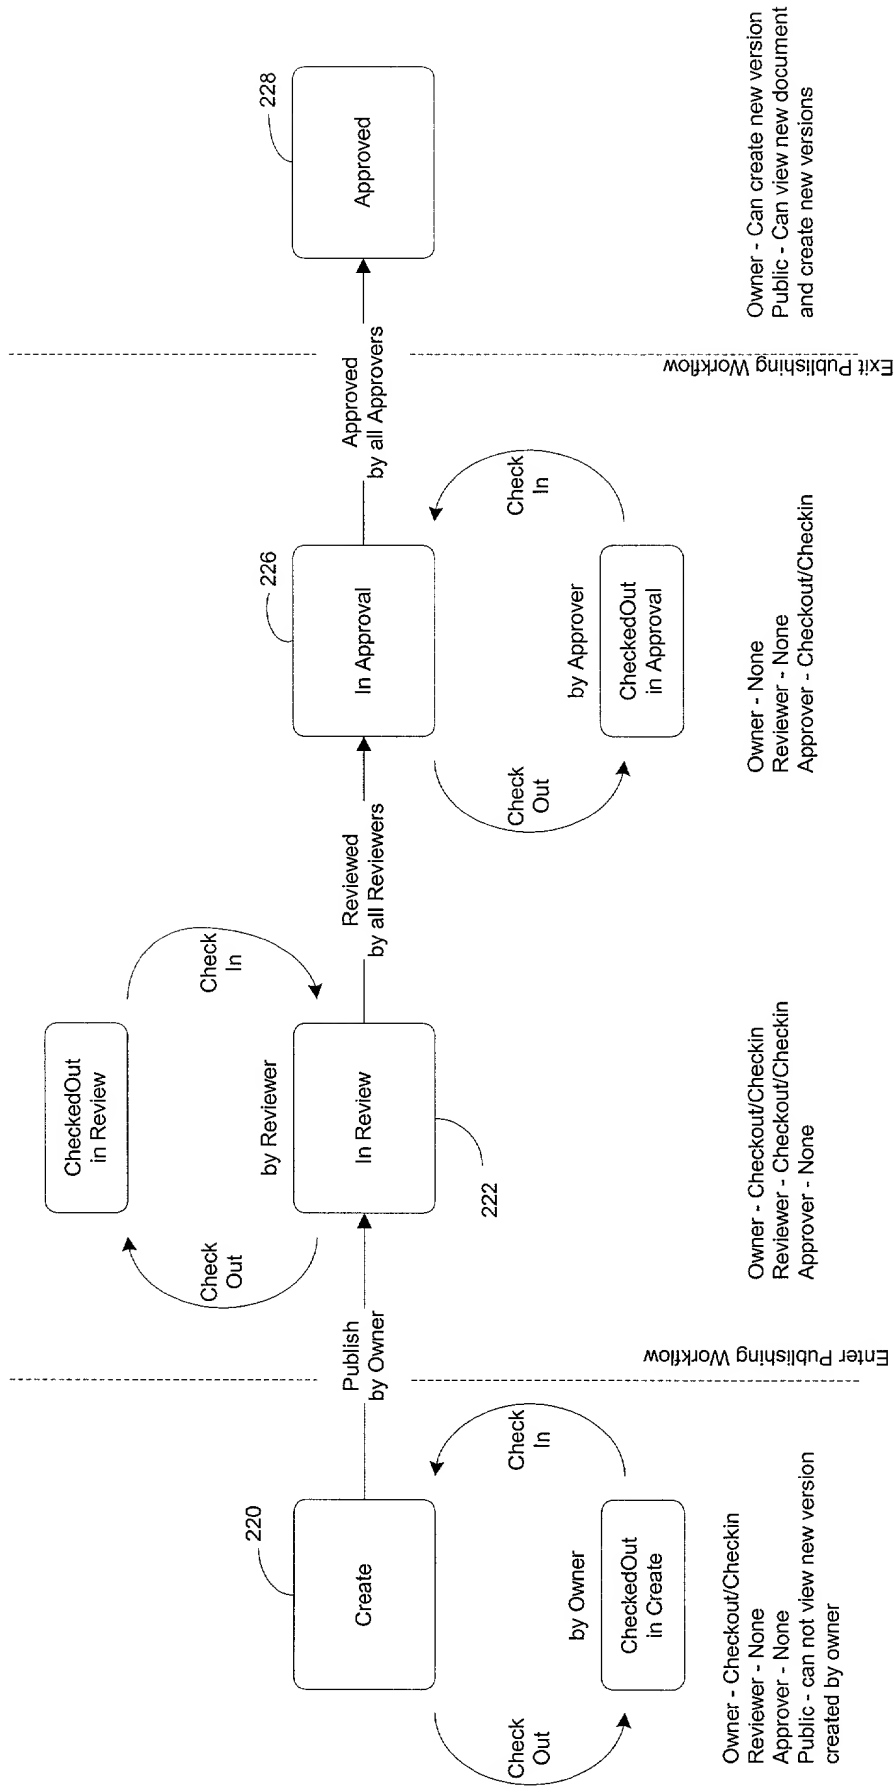 220
Create
Check
Out
Check
In
by Owner
CheckedOut
in Create
Owner - Checkout/Checkin
Reviewer - None
Approver - None
Public - can not view new version
created by owner
Publish
by Owner
Enter Publishing Workflow
CheckedOut
in Review
Check
Out
Check
In
by Reviewer
In Review
222
Owner - Checkout/Checkin
Reviewer - Checkout/Checkin
Approver - None
Reviewed
by all Reviewers
226
In Approval
Check
Out
Check
In
by Approver
CheckedOut
in Approval
Owner - None
Reviewer - None
Approver - Checkout/Checkin
Approved
by all Approvers
Exit Publishing Workflow
228
Approved
Owner - Can create new version
Public - Can view new document
and create new versions